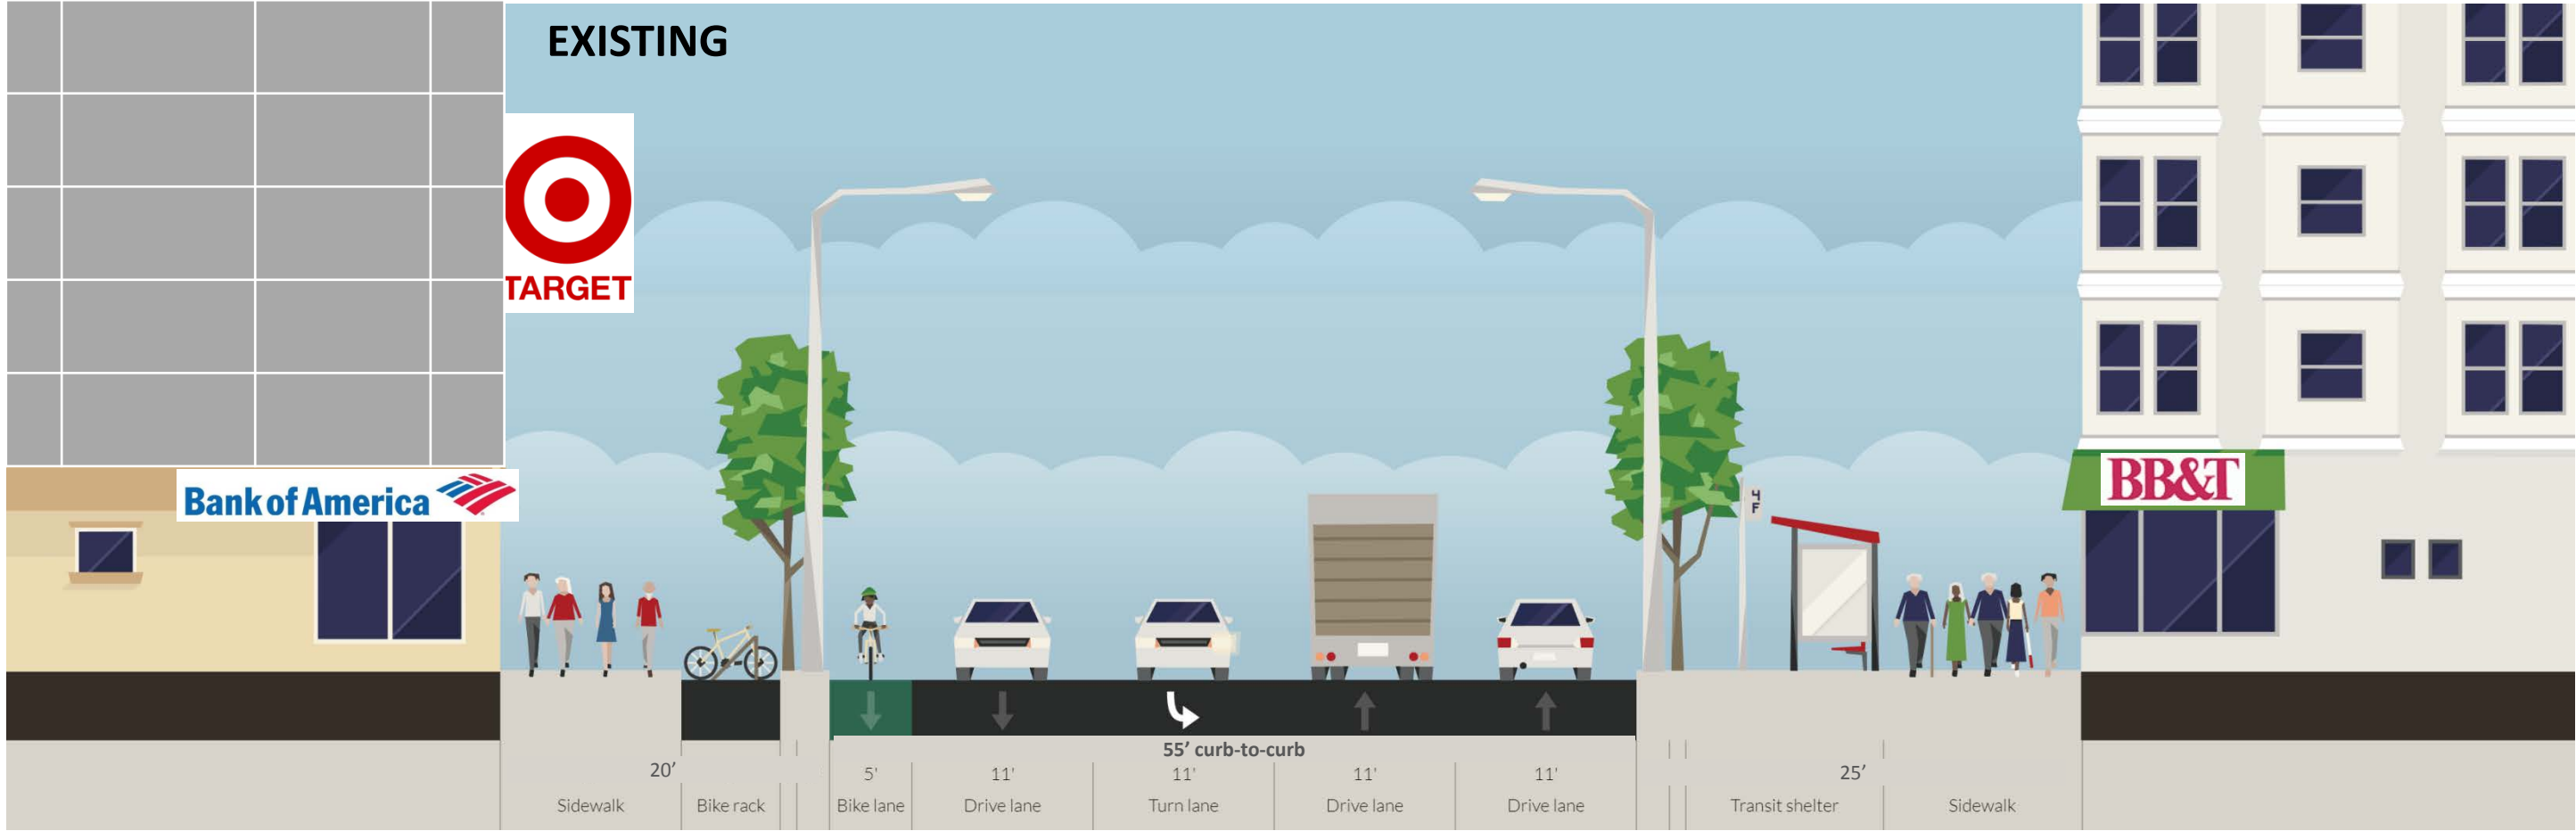 EXISTING
TARGET
Bank of America
BB&T
4
F
55’ curb-to-curb
20’
5'
11'
11'
11'
11'
25’
Sidewalk
Bike rack
Bike lane
Drive lane
Turn lane
Drive lane
Drive lane
Transit shelter
Sidewalk